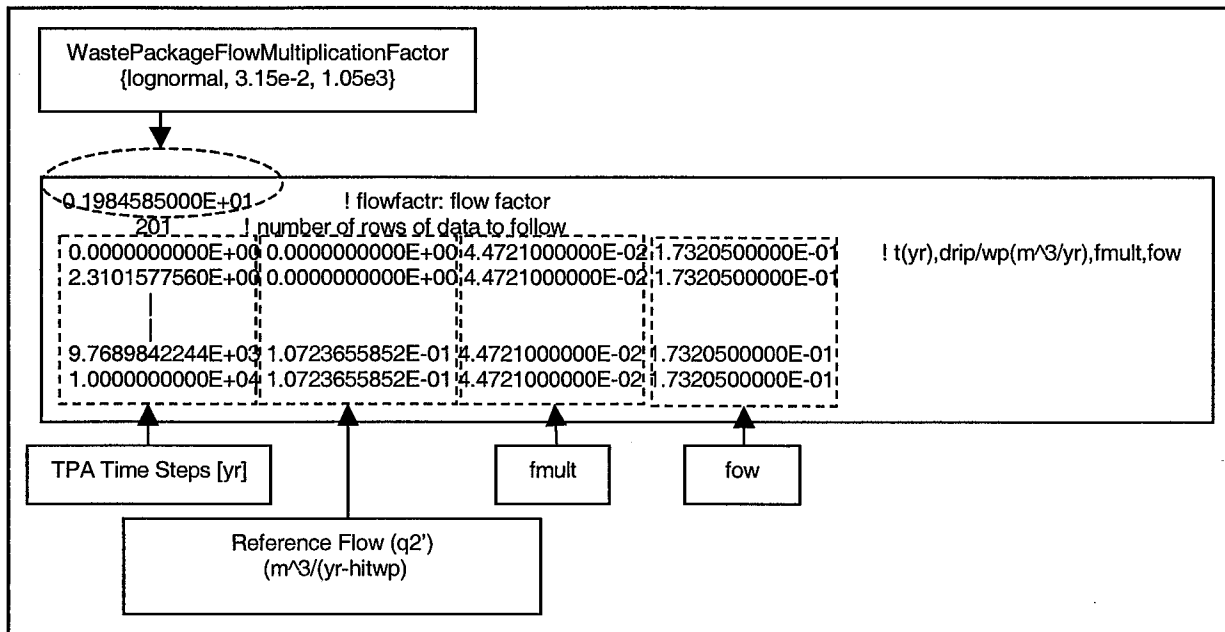 WastePackageFlowMultiplicationFactor
{lognormal, 3.15e-2, 1.05e3}
0.1984585000E+01 ! flowfactr: flow factor
201 ! number of rows of data to follow
0.0000000000E+00 0.0000000000E+00 4.4721000000E-02 1.7320500000E-01 ! t(yr),drip/wp(m^3/yr),fmult,fow
2.3101577560E+00 0.0000000000E+00 4.4721000000E-02 1.7320500000E-01
9.7689842244E+03 1.0723655852E-01 4.4721000000E-02 1.7320500000E-01
1.0000000000E+04 1.0723655852E-01 4.4721000000E-02 1.7320500000E-01
TPA Time Steps [yr]
fmult
fow
Reference Flow (q2')
(m^3/(yr-hitwp)